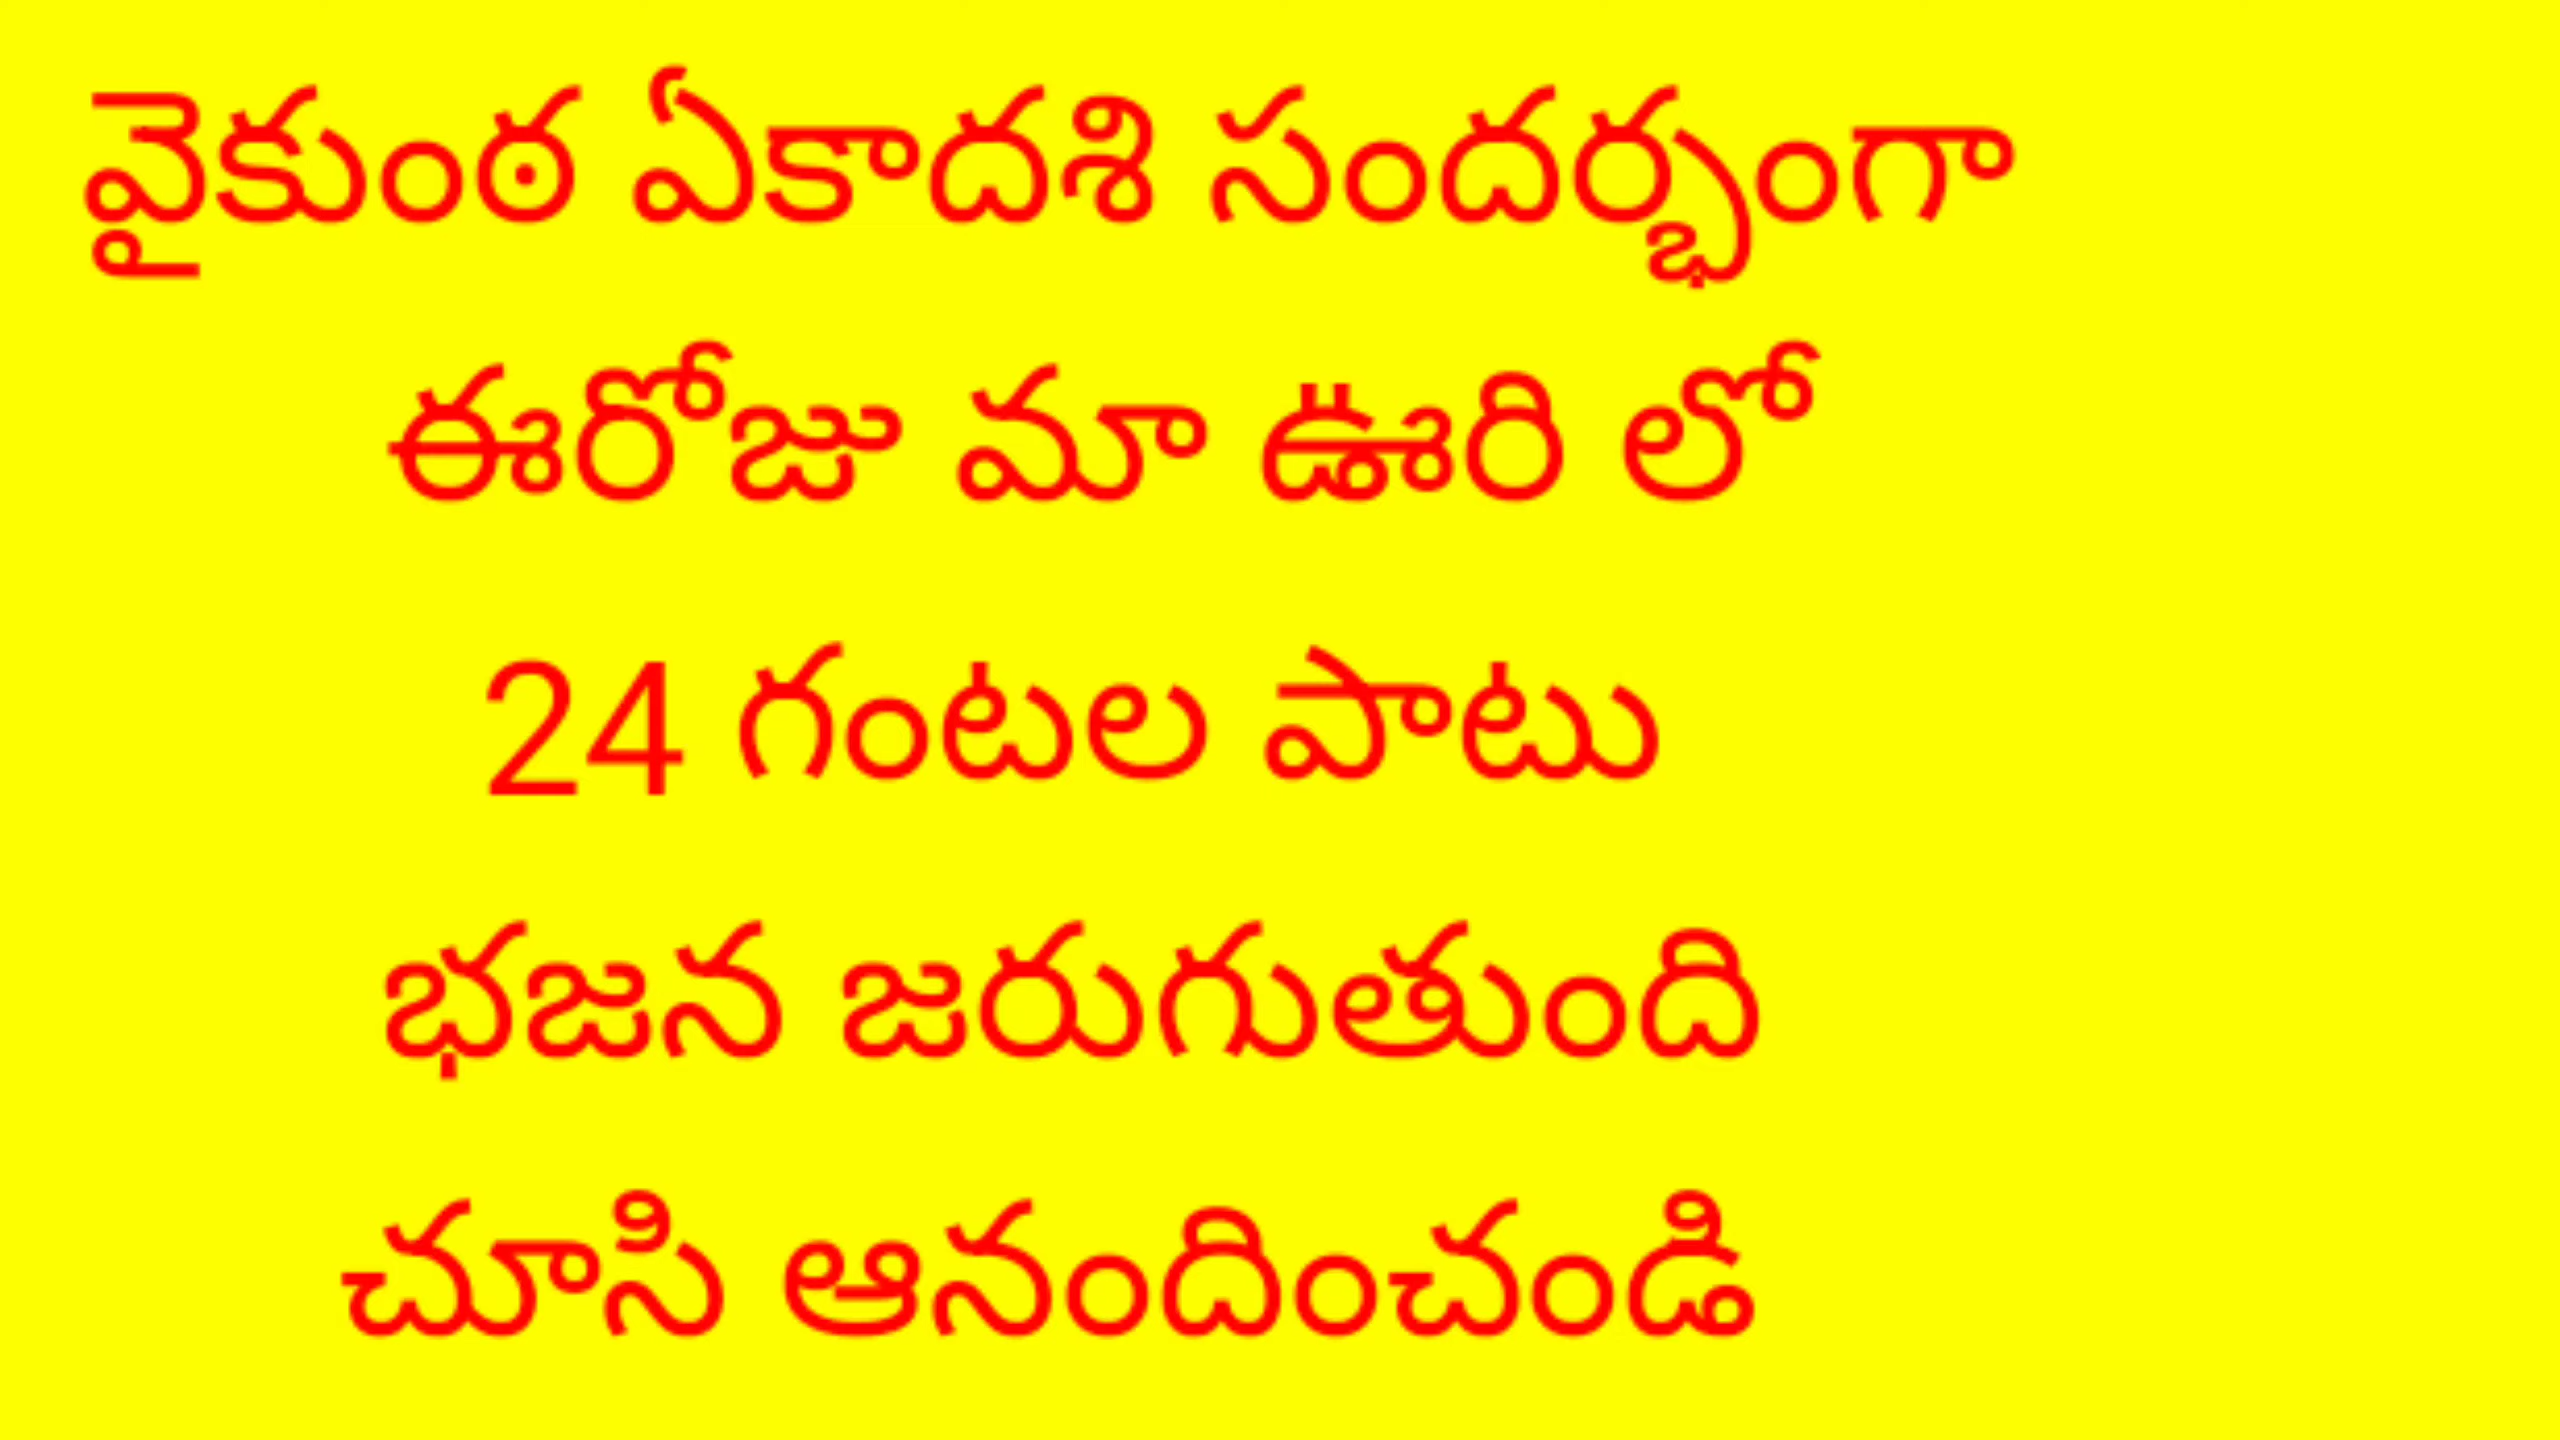 వైకుంఠ ఏకాదశి సందర్భంగా
ఈరోజు మా ఊరి లో
24 గంటల పాటు
భజన జరుగుతుంది
చూసి ఆనందించండి